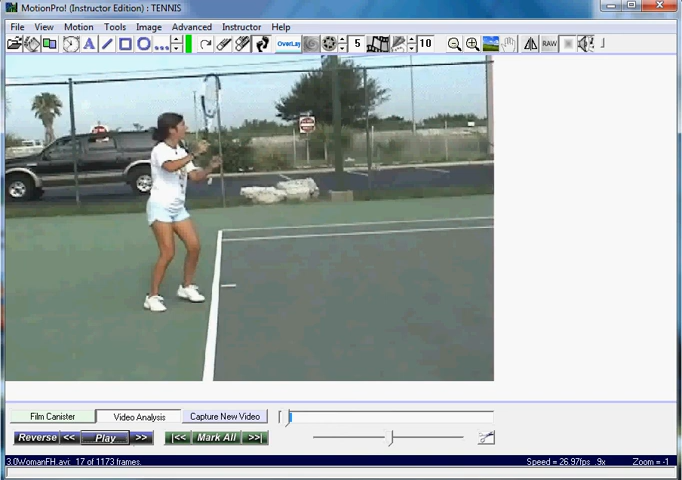 MotionPro! (Instructor Edition) : TENNIS
File View Motion Tools Image Advanced Instructor Help
A OverLay 5 10 RAW
Film Canister Video Analysis Capture New Video
Reverse << Play >> |<< Mark All >>|
3.0WomanFH.avi: 17 of 1173 frames. Speed = 26.97fps .9x Zoom = -1